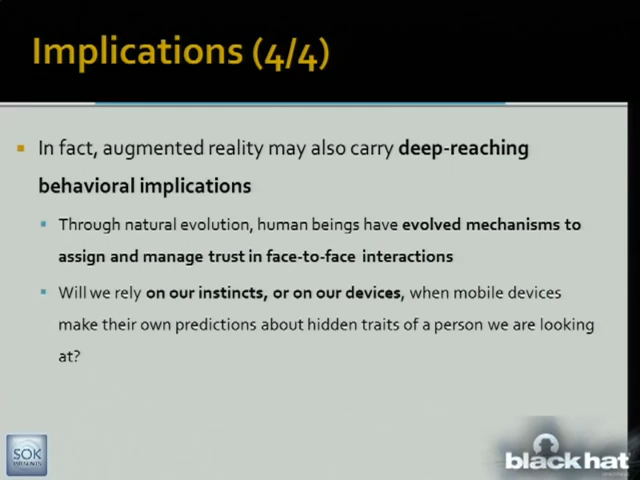 Implications (4/4)
In fact, augmented reality may also carry deep-reaching
behavioral implications
Through natural evolution, human beings have evolved mechanisms to
assign and manage trust in face-to-face interactions
Will we rely on our instincts, or on our devices, when mobile devices
make their own predictions about hidden traits of a person we are looking
at?
SOK
PRESENTS
black hat